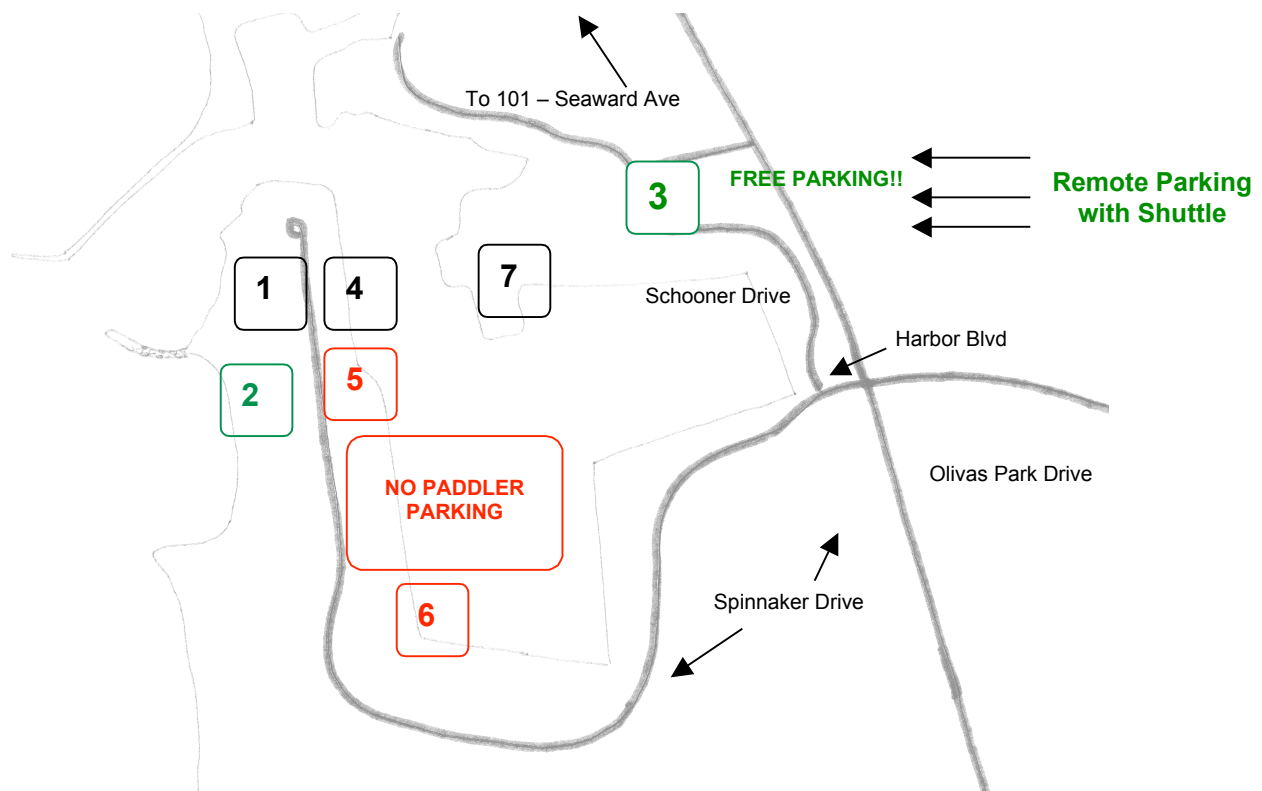 To 101 – Seaward Ave
FREE PARKING!!
Remote Parking
with Shuttle
3
1
4
7
Schooner Drive
Harbor Blvd
2
5
NO PADDLER
PARKING
Olivas Park Drive
6
Spinnaker Drive